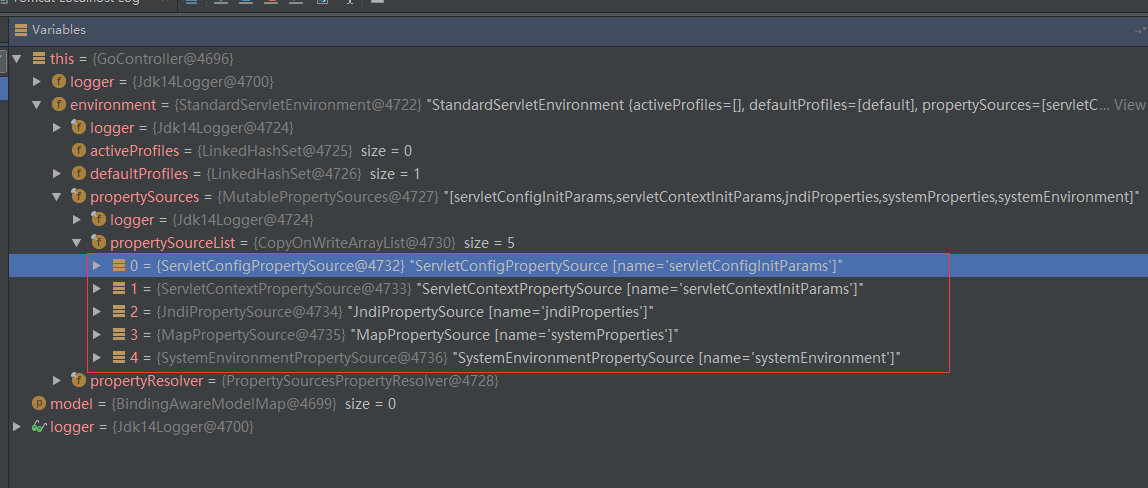 Tomcat Localhost Log
Variables
this = {GoController@4696}
logger = {Jdk14Logger@4700}
environment = {StandardServletEnvironment@4722} "StandardServletEnvironment {activeProfiles=[], defaultProfiles=[default], propertySources=[servletC... View
logger = {Jdk14Logger@4724}
activeProfiles = {LinkedHashSet@4725} size = 0
defaultProfiles = {LinkedHashSet@4726} size = 1
propertySources = {MutablePropertySources@4727} "[servletConfigInitParams,servletContextInitParams,jndiProperties,systemProperties,systemEnvironment]"
logger = {Jdk14Logger@4724}
propertySourceList = {CopyOnWriteArrayList@4730} size = 5
0 = {ServletConfigPropertySource@4732} "ServletConfigPropertySource [name='servletConfigInitParams']"
1 = {ServletContextPropertySource@4733} "ServletContextPropertySource [name='servletContextInitParams']"
2 = {JndiPropertySource@4734} "JndiPropertySource [name='jndiProperties']"
3 = {MapPropertySource@4735} "MapPropertySource [name='systemProperties']"
4 = {SystemEnvironmentPropertySource@4736} "SystemEnvironmentPropertySource [name='systemEnvironment']"
propertyResolver = {PropertySourcesPropertyResolver@4728}
model = {BindingAwareModelMap@4699} size = 0
logger = {Jdk14Logger@4700}